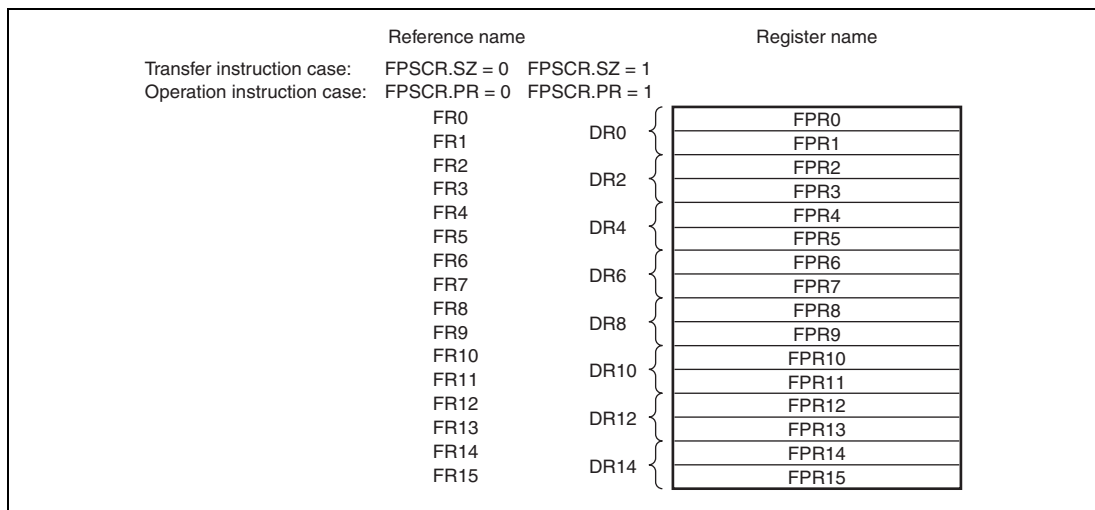 Reference name Register name
Transfer instruction case: FPSCR.SZ = 0 FPSCR.SZ = 1
Operation instruction case: FPSCR.PR = 0 FPSCR.PR = 1
FR0 FPR0
DR0
FR1 FPR1
FR2 FPR2
DR2
FR3 FPR3
FR4 FPR4
DR4
FR5 FPR5
FR6 FPR6
DR6
FR7 FPR7
FR8 FPR8
DR8
FR9 FPR9
FR10 FPR10
DR10
FR11 FPR11
FR12 FPR12
DR12
FR13 FPR13
FR14 FPR14
DR14
FR15 FPR15